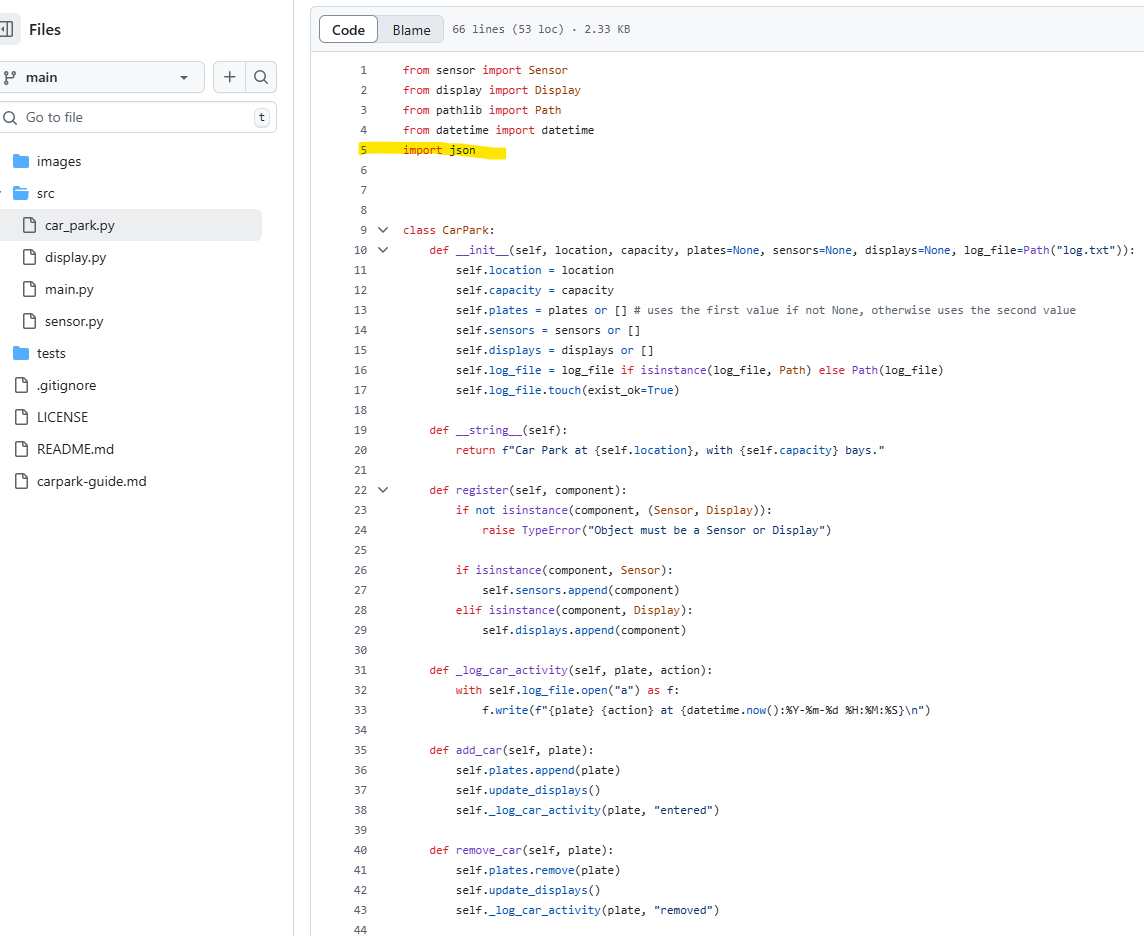 Files
main
Go to file
t
images
src
car_park.py
display.py
main.py
sensor.py
tests
.gitignore
LICENSE
README.md
carpark-guide.md
Code
Blame
66 lines (53 loc) · 2.33 KB
1 from sensor import Sensor
2 from display import Display
3 from pathlib import Path
4 from datetime import datetime
5 import json
6
7
8
9 class CarPark:
10     def __init__(self, location, capacity, plates=None, sensors=None, displays=None, log_file=Path("log.txt")):
11         self.location = location
12         self.capacity = capacity
13         self.plates = plates or [] # uses the first value if not None, otherwise uses the second value
14         self.sensors = sensors or []
15         self.displays = displays or []
16         self.log_file = log_file if isinstance(log_file, Path) else Path(log_file)
17         self.log_file.touch(exist_ok=True)
18
19     def __string__(self):
20         return f"Car Park at {self.location}, with {self.capacity} bays."
21
22     def register(self, component):
23         if not isinstance(component, (Sensor, Display)):
24             raise TypeError("Object must be a Sensor or Display")
25
26         if isinstance(component, Sensor):
27             self.sensors.append(component)
28         elif isinstance(component, Display):
29             self.displays.append(component)
30
31     def _log_car_activity(self, plate, action):
32         with self.log_file.open("a") as f:
33             f.write(f"{plate} {action} at {datetime.now():%Y-%m-%d %H:%M:%S}\n")
34
35     def add_car(self, plate):
36         self.plates.append(plate)
37         self.update_displays()
38         self._log_car_activity(plate, "entered")
39
40     def remove_car(self, plate):
41         self.plates.remove(plate)
42         self.update_displays()
43         self._log_car_activity(plate, "removed")
44